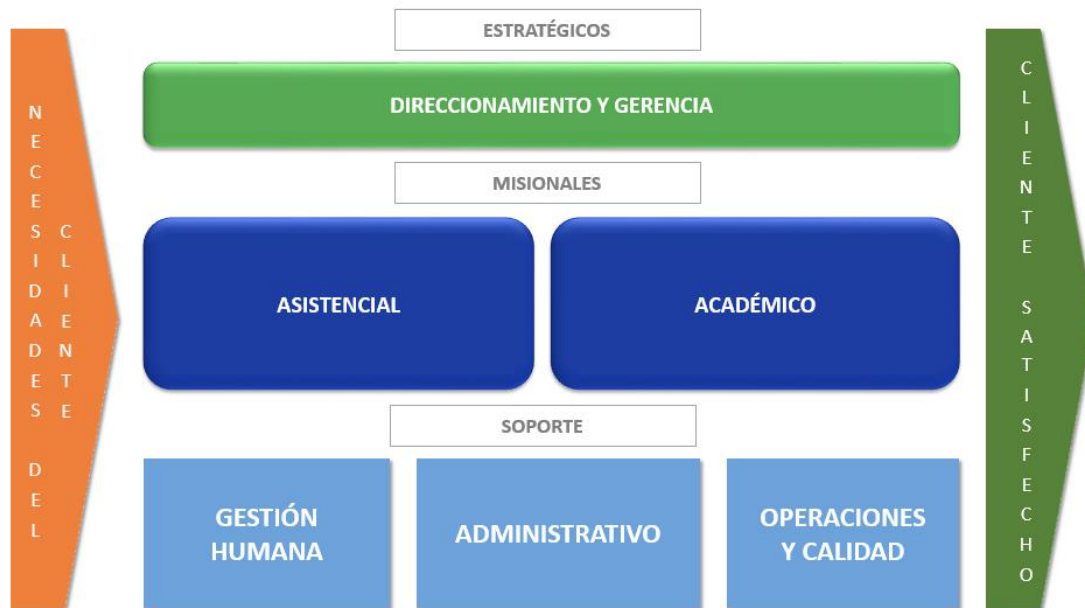 ESTRATÉGICOS
DIRECCIONAMIENTO Y GERENCIA
MISIONALES
ASISTENCIAL
ACADÉMICO
SOPORTE
GESTIÓN
HUMANA
ADMINISTRATIVO
OPERACIONES
Y CALIDAD
NECESIDADES DEL
CLIENTE
CLIENTE SATISFECHO